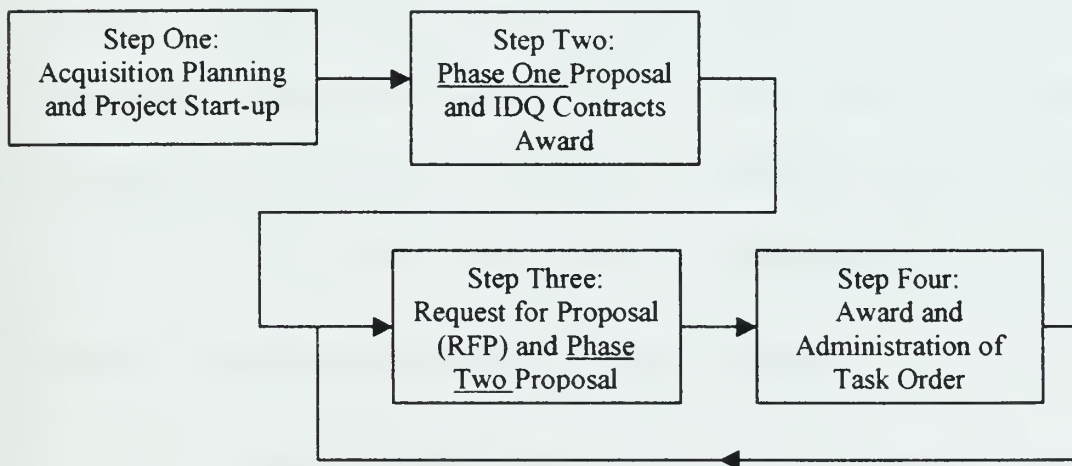 Step One:
Acquisition Planning
and Project Start-up
Step Two:
Phase One Proposal
and IDQ Contracts
Award
Step Three:
Request for Proposal
(RFP) and Phase
Two Proposal
Step Four:
Award and
Administration of
Task Order